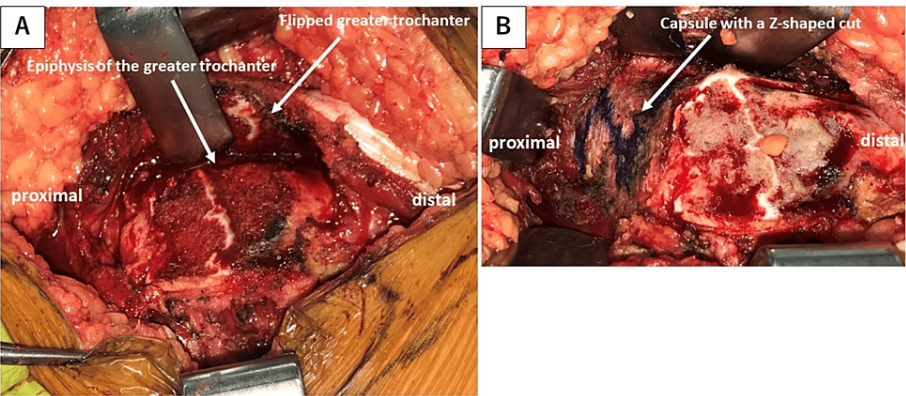 A
Flipped greater trochanter
Epiphysis of the greater trochanter
proximal
distal
B
Capsule with a Z-shaped cut
proximal
distal